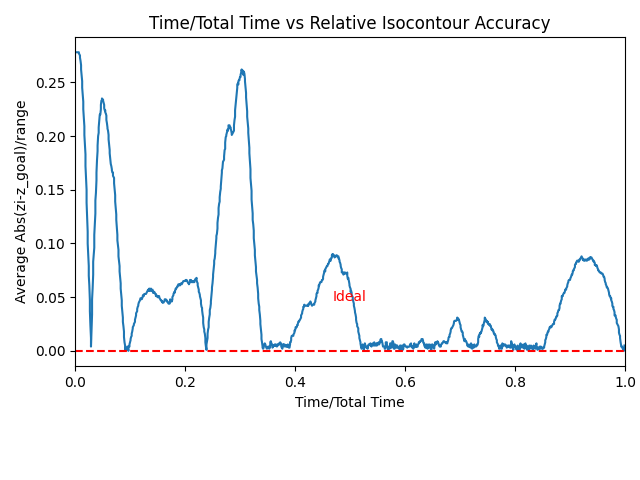 Time/Total Time vs Relative Isocontour Accuracy
Average Abs(zi-z_goal)/range
0.25
0.20
0.15
0.10
0.05
0.00
Ideal
0.0 0.2 0.4 0.6 0.8 1.0
Time/Total Time